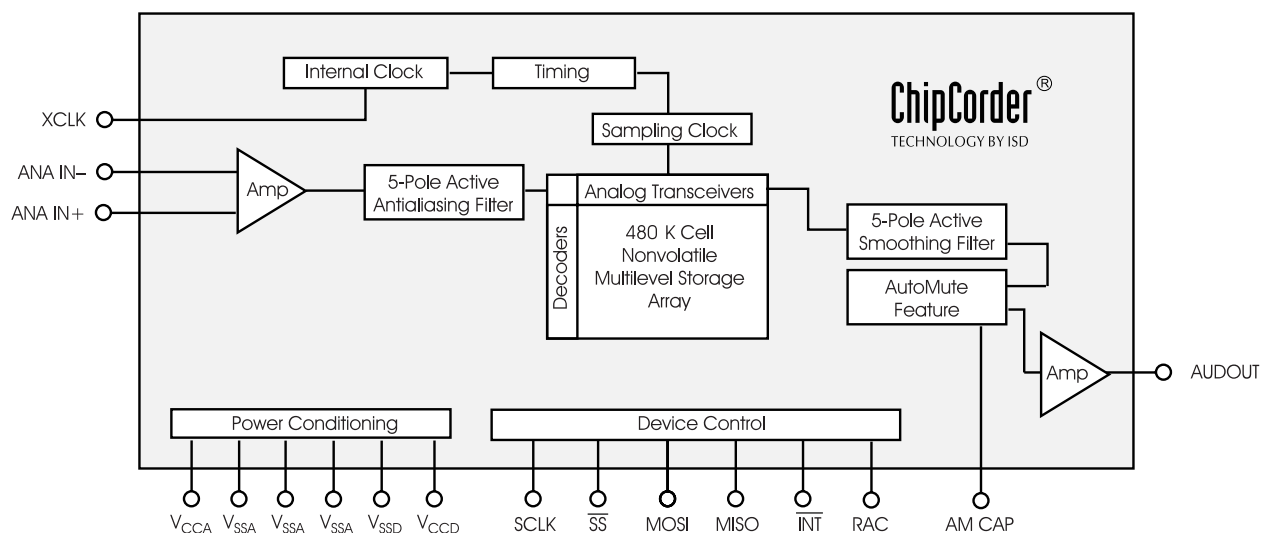 Internal Clock
Timing
ChipCorder®
TECHNOLOGY BY ISD
XCLK
Sampling Clock
ANA IN–
ANA IN+
Amp
5-Pole Active
Antialiasing Filter
Analog Transceivers
Decoders
480 K Cell
Nonvolatile
Multilevel Storage
Array
5-Pole Active
Smoothing Filter
AutoMute
Feature
Amp
AUDOUT
Power Conditioning
Device Control
VCCA
VSSA
VSSA
VSSA
VSSD
VCCD
SCLK
S̅S̅
MOSI
MISO
I̅N̅T̅
RAC
AM CAP